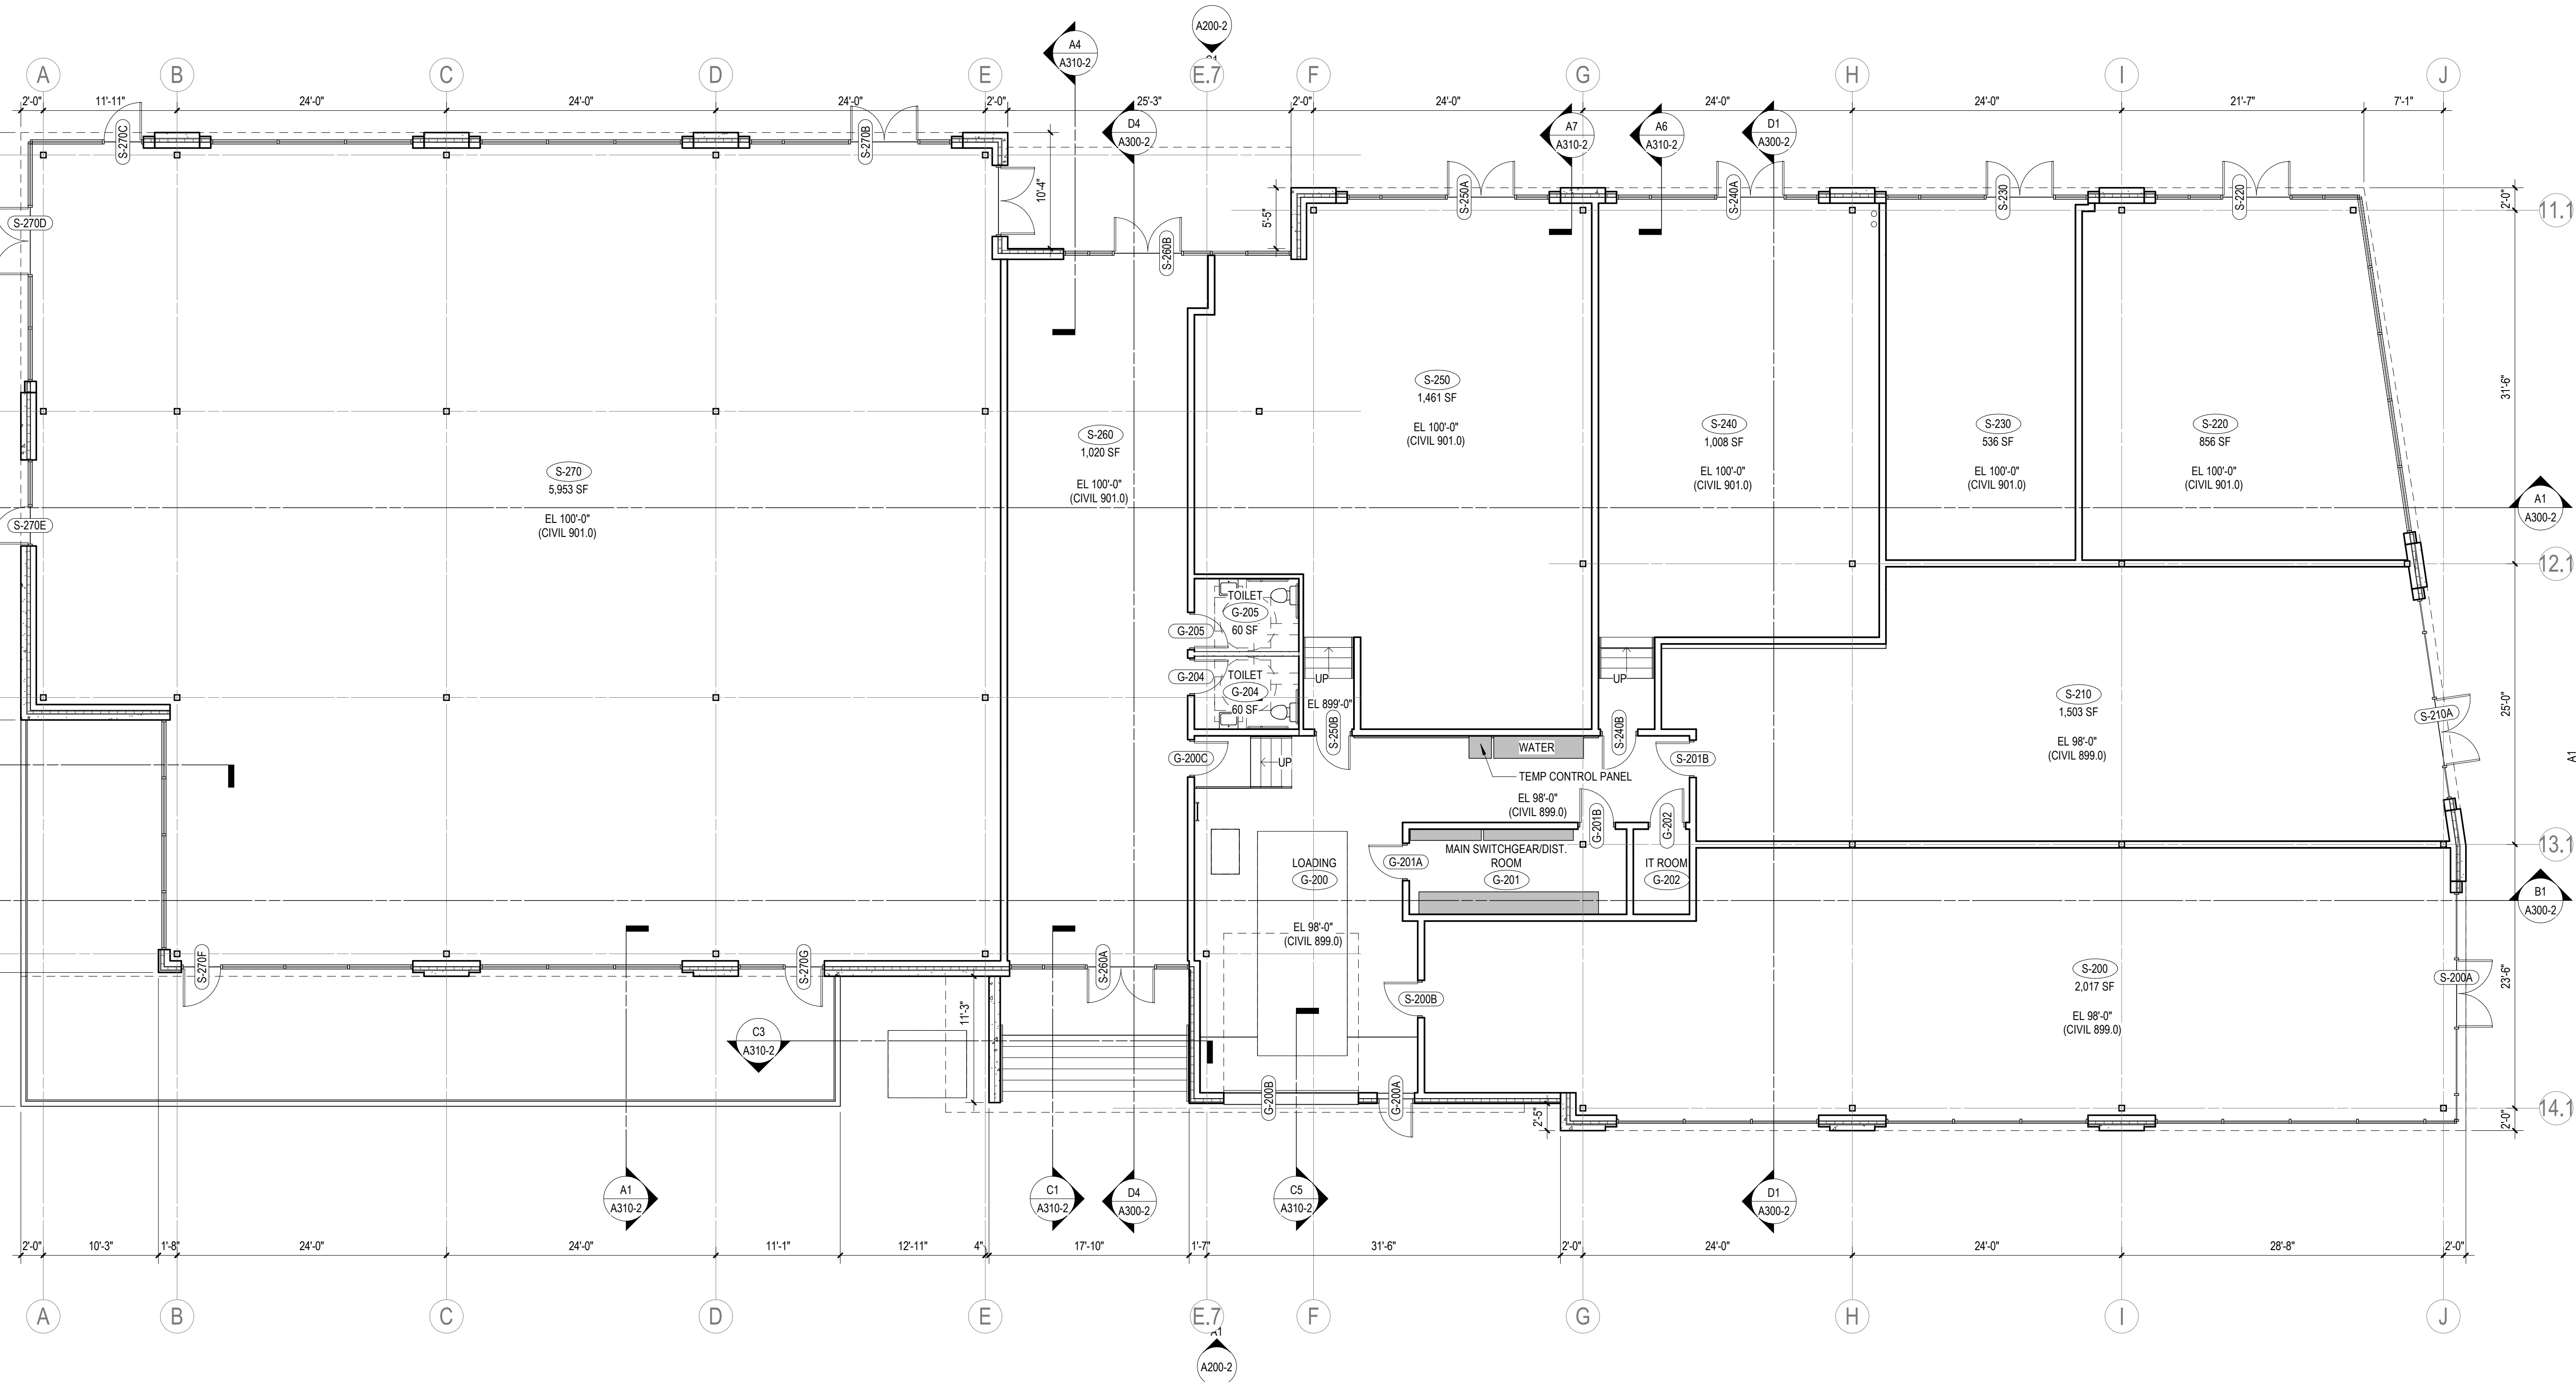 A200-2
C1
A4
A310-2
A
B
C
D
E
E.7
F
G
H
I
J
2'-0"
11'-11"
24'-0"
24'-0"
24'-0"
2'-0"
25'-3"
2'-0"
24'-0"
24'-0"
24'-0"
21'-7"
7'-1"
D4
A300-2
A7
A310-2
A6
A310-2
D1
A300-2
S-270C
S-270B
S-260B
S-250A
S-240A
S-230
S-220
10'-4"
5'-5"
2'-0"
11.1
S-270D
S-250
1,461 SF
EL 100'-0"
(CIVIL 901.0)
S-260
1,020 SF
EL 100'-0"
(CIVIL 901.0)
S-240
1,008 SF
EL 100'-0"
(CIVIL 901.0)
S-230
536 SF
EL 100'-0"
(CIVIL 901.0)
S-220
856 SF
EL 100'-0"
(CIVIL 901.0)
31'-6"
S-270
5,953 SF
EL 100'-0"
(CIVIL 901.0)
S-270E
A1
A300-2
12.1
TOILET
G-205
60 SF
G-205
TOILET
G-204
60 SF
G-204
UP
EL 899'-0"
S-250B
UP
S-240B
S-210
1,503 SF
EL 98'-0"
(CIVIL 899.0)
S-210A
25'-0"
A1
G-200C
UP
WATER
TEMP CONTROL PANEL
S-201B
EL 98'-0"
(CIVIL 899.0)
G-201B
G-202
13.1
G-201A
MAIN SWITCHGEAR/DIST.
ROOM
G-201
IT ROOM
G-202
LOADING
G-200
EL 98'-0"
(CIVIL 899.0)
B1
A300-2
S-270F
S-270G
S-260A
S-200B
S-200
2,017 SF
EL 98'-0"
(CIVIL 899.0)
S-200A
23'-6"
11'-3"
C3
A310-2
G-200B
G-200A
2'-5"
2'-0"
14.1
A1
A310-2
C1
A310-2
D4
A300-2
C5
A310-2
D1
A300-2
2'-0"
10'-3"
1'-8"
24'-0"
24'-0"
11'-1"
12'-11"
4"
17'-10"
1'-7"
31'-6"
2'-0"
24'-0"
24'-0"
28'-8"
2'-0"
A
B
C
D
E
E.7
F
G
H
I
J
A1
A200-2